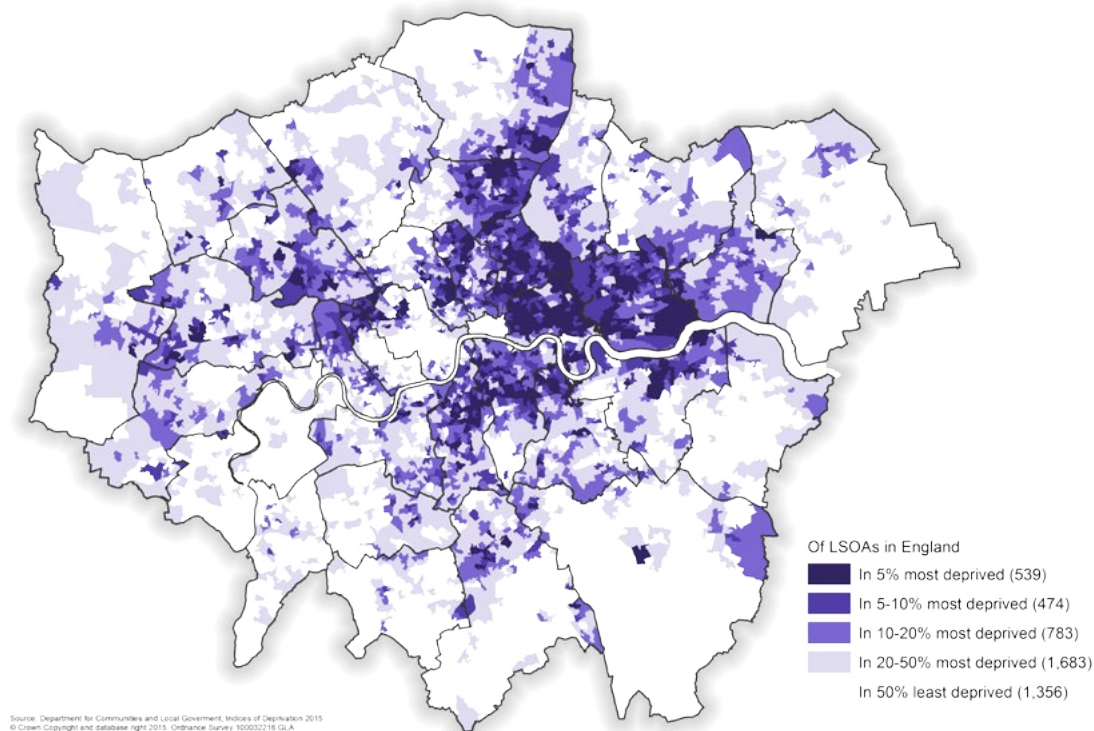 Of LSOAs in England
In 5% most deprived (539)
In 5-10% most deprived (474)
In 10-20% most deprived (783)
In 20-50% most deprived (1,683)
In 50% least deprived (1,356)
Source: Department for Communities and Local Goverment, Indices of Deprivation 2015
© Crown Copyright and database right 2015. Ordnance Survey 100032216 GLA